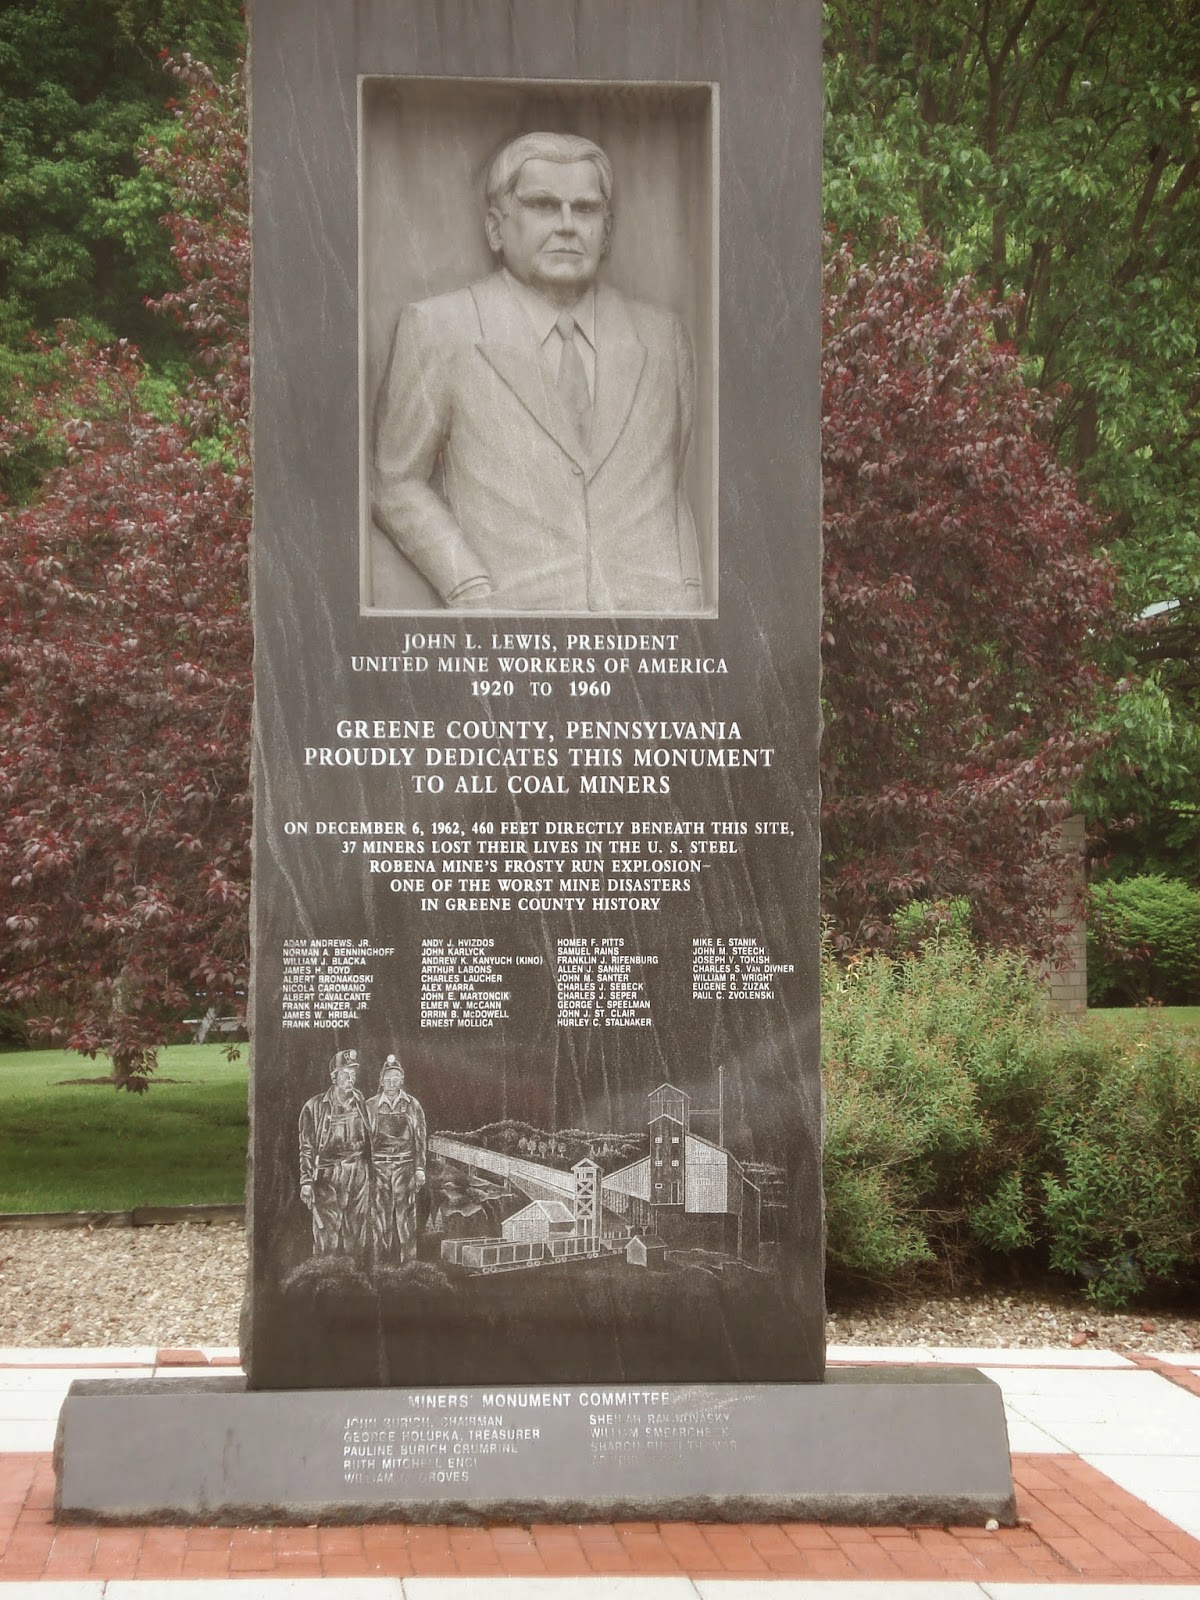 JOHN L. LEWIS, PRESIDENT
UNITED MINE WORKERS OF AMERICA
1920 TO 1960
GREENE COUNTY, PENNSYLVANIA
PROUDLY DEDICATES THIS MONUMENT
TO ALL COAL MINERS
ON DECEMBER 6, 1962, 460 FEET DIRECTLY BENEATH THIS SITE,
37 MINERS LOST THEIR LIVES IN THE U. S. STEEL
ROBENA MINE'S FROSTY RUN EXPLOSION–
ONE OF THE WORST MINE DISASTERS
IN GREENE COUNTY HISTORY
ADAM ANDREWS, JR.
NORMAN A. BENNINGHOFF
WILLIAM J. BLACKA
JAMES H. BOYD
ALBERT BRONAKOSKI
NICOLA CAROMANO
ALBERT CAVALCANTE
FRANK HAINZER, JR.
JAMES W. HRIBAL
FRANK HUDOCK
ANDY J. HVIZDOS
JOHN KARLYCK
ANDREW K. KANYUCH (KINO)
ARTHUR LABONS
CHARLES LAUCHER
ALEX MARRA
JOHN E. MARTONCIK
ELMER W. McCANN
ORRIN B. McDOWELL
ERNEST MOLLICA
HOMER F. PITTS
SAMUEL RAINS
FRANKLIN J. RIFENBURG
ALLEN J. SANNER
JOHN M. SANTER
CHARLES J. SEBECK
CHARLES J. SEPER
GEORGE L. SPEELMAN
JOHN J. ST. CLAIR
HURLEY C. STALNAKER
MIKE E. STANIK
JOHN M. STEECH
JOSEPH V. TOKISH
CHARLES S. VAN DIVNER
WILLIAM R. WRIGHT
EUGENE G. ZUZAK
PAUL C. ZVOLENSKI
MINERS' MONUMENT COMMITTEE
JOHN BURICH, CHAIRMAN
GEORGE HOLUPKA, TREASURER
PAULINE BURICH CRUMRINE
RUTH MITCHELL
WILLIAM GROVES
WILLIAM